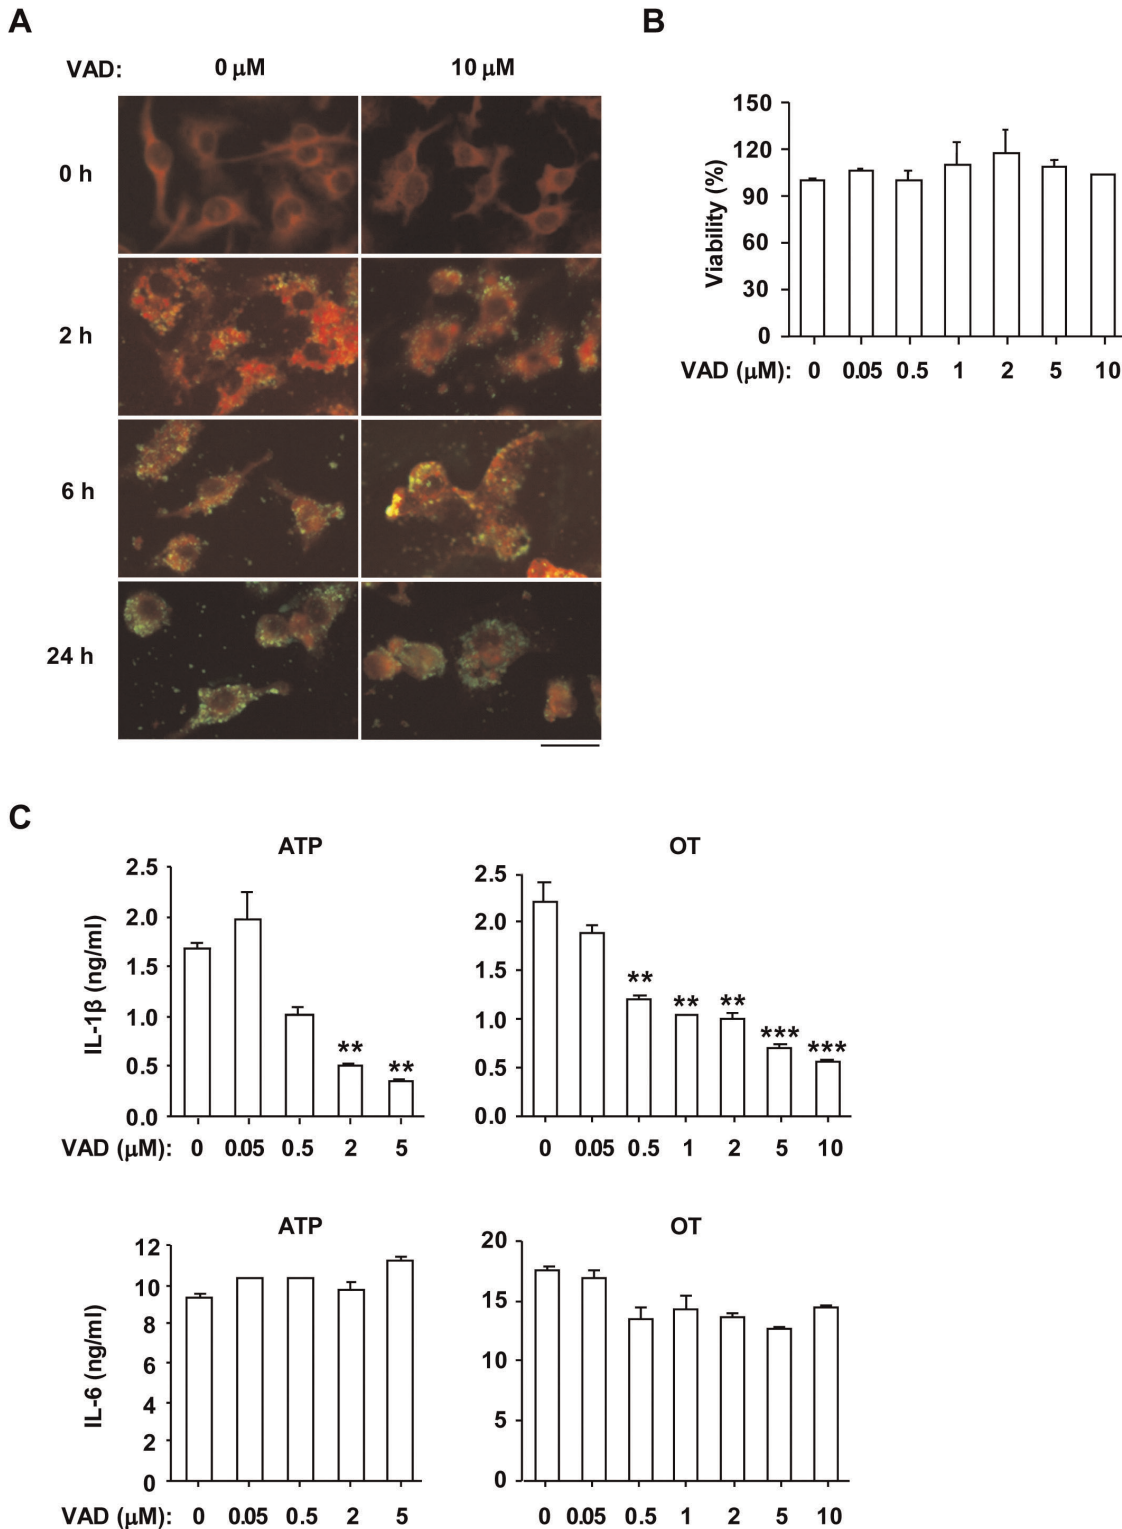 A
VAD: 0 µM 10 µM
0 h
2 h
6 h
24 h
B
150
120
90
60
30
0
Viability (%)
VAD (µM): 0 0.05 0.5 1 2 5 10
C
ATP
2.5
2.0
1.5
1.0
0.5
0.0
IL-1β (ng/ml)
** **
VAD (µM): 0 0.05 0.5 2 5
OT
2.5
2.0
1.5
1.0
0.5
0.0
** ** ** *** ***
0 0.05 0.5 1 2 5 10
ATP
12
10
8
6
4
2
0
IL-6 (ng/ml)
VAD (µM): 0 0.05 0.5 2 5
OT
20
15
10
5
0
0 0.05 0.5 1 2 5 10